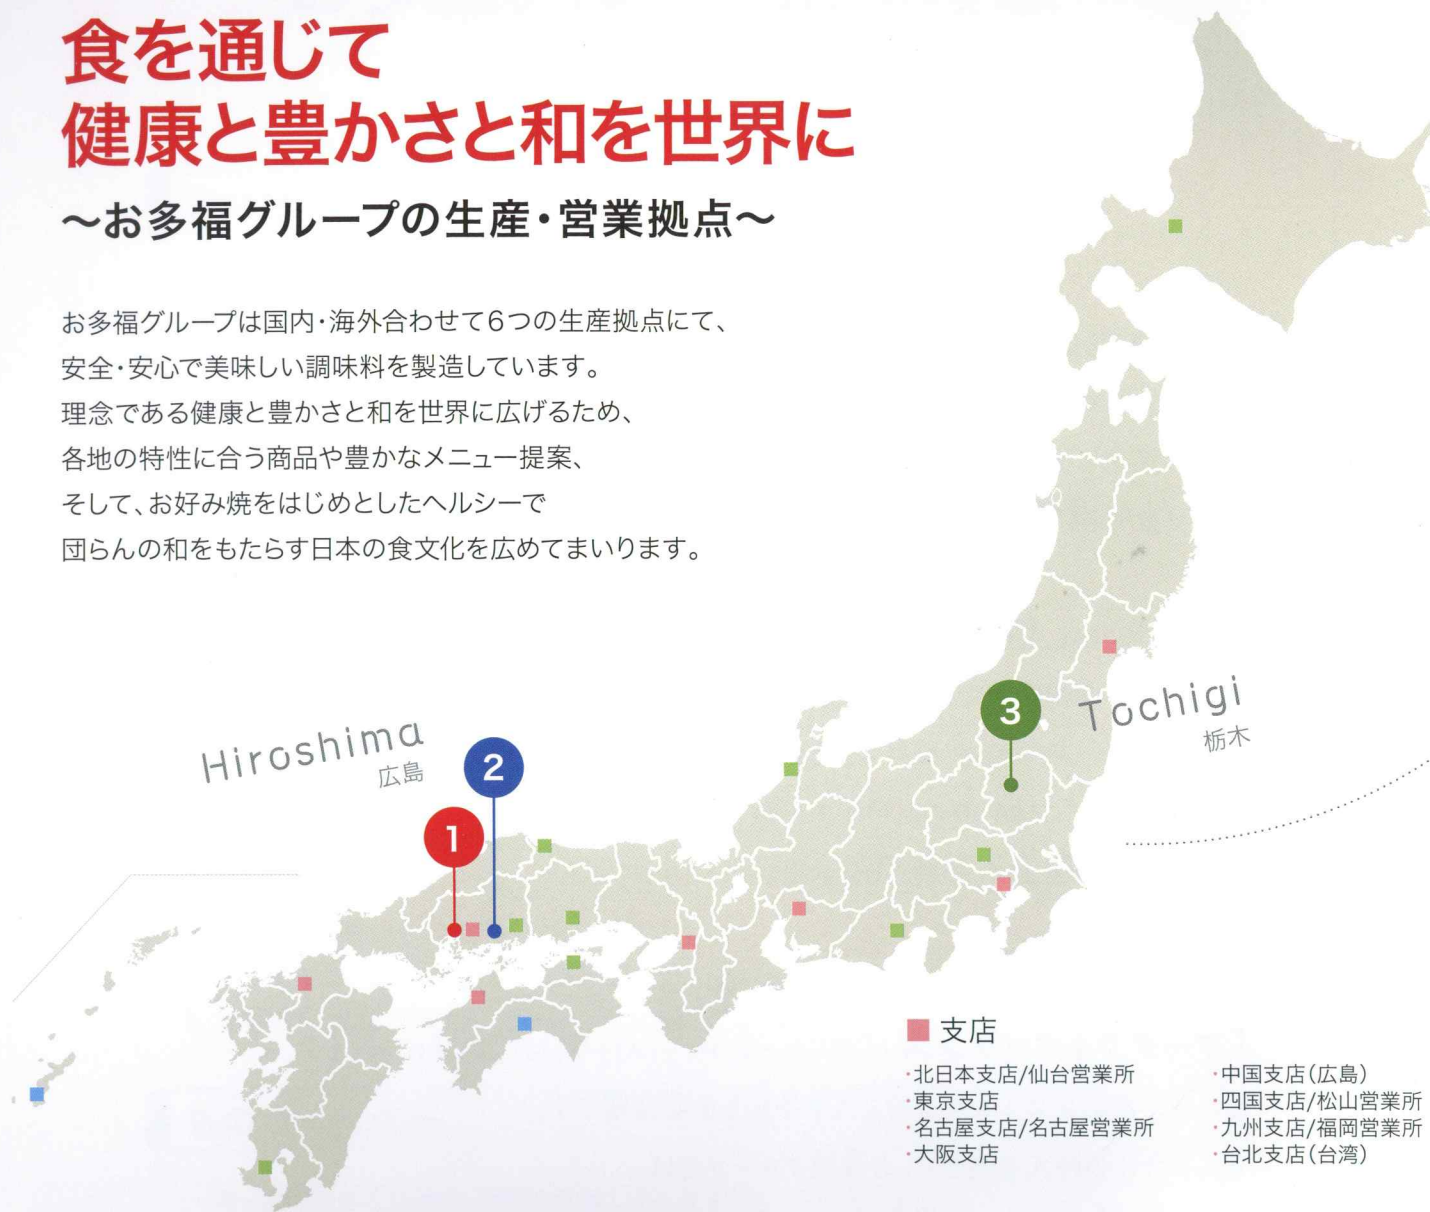 食を通じて
健康と豊かさと和を世界に
～お多福グループの生産・営業拠点～
お多福グループは国内・海外合わせて6つの生産拠点にて、
安全・安心で美味しい調味料を製造しています。
理念である健康と豊かさと和を世界に広げるため、
各地の特性に合う商品や豊かなメニュー提案、
そして、お好み焼をはじめとしたヘルシーで
団らんの和をもたらす日本の食文化を広めてまいります。
Hiroshima
広島
1
2
3
Tochigi
栃木
支店
・北日本支店/仙台営業所
・東京支店
・名古屋支店/名古屋営業所
・大阪支店
・中国支店(広島)
・四国支店/松山営業所
・九州支店/福岡営業所
・台北支店(台湾)